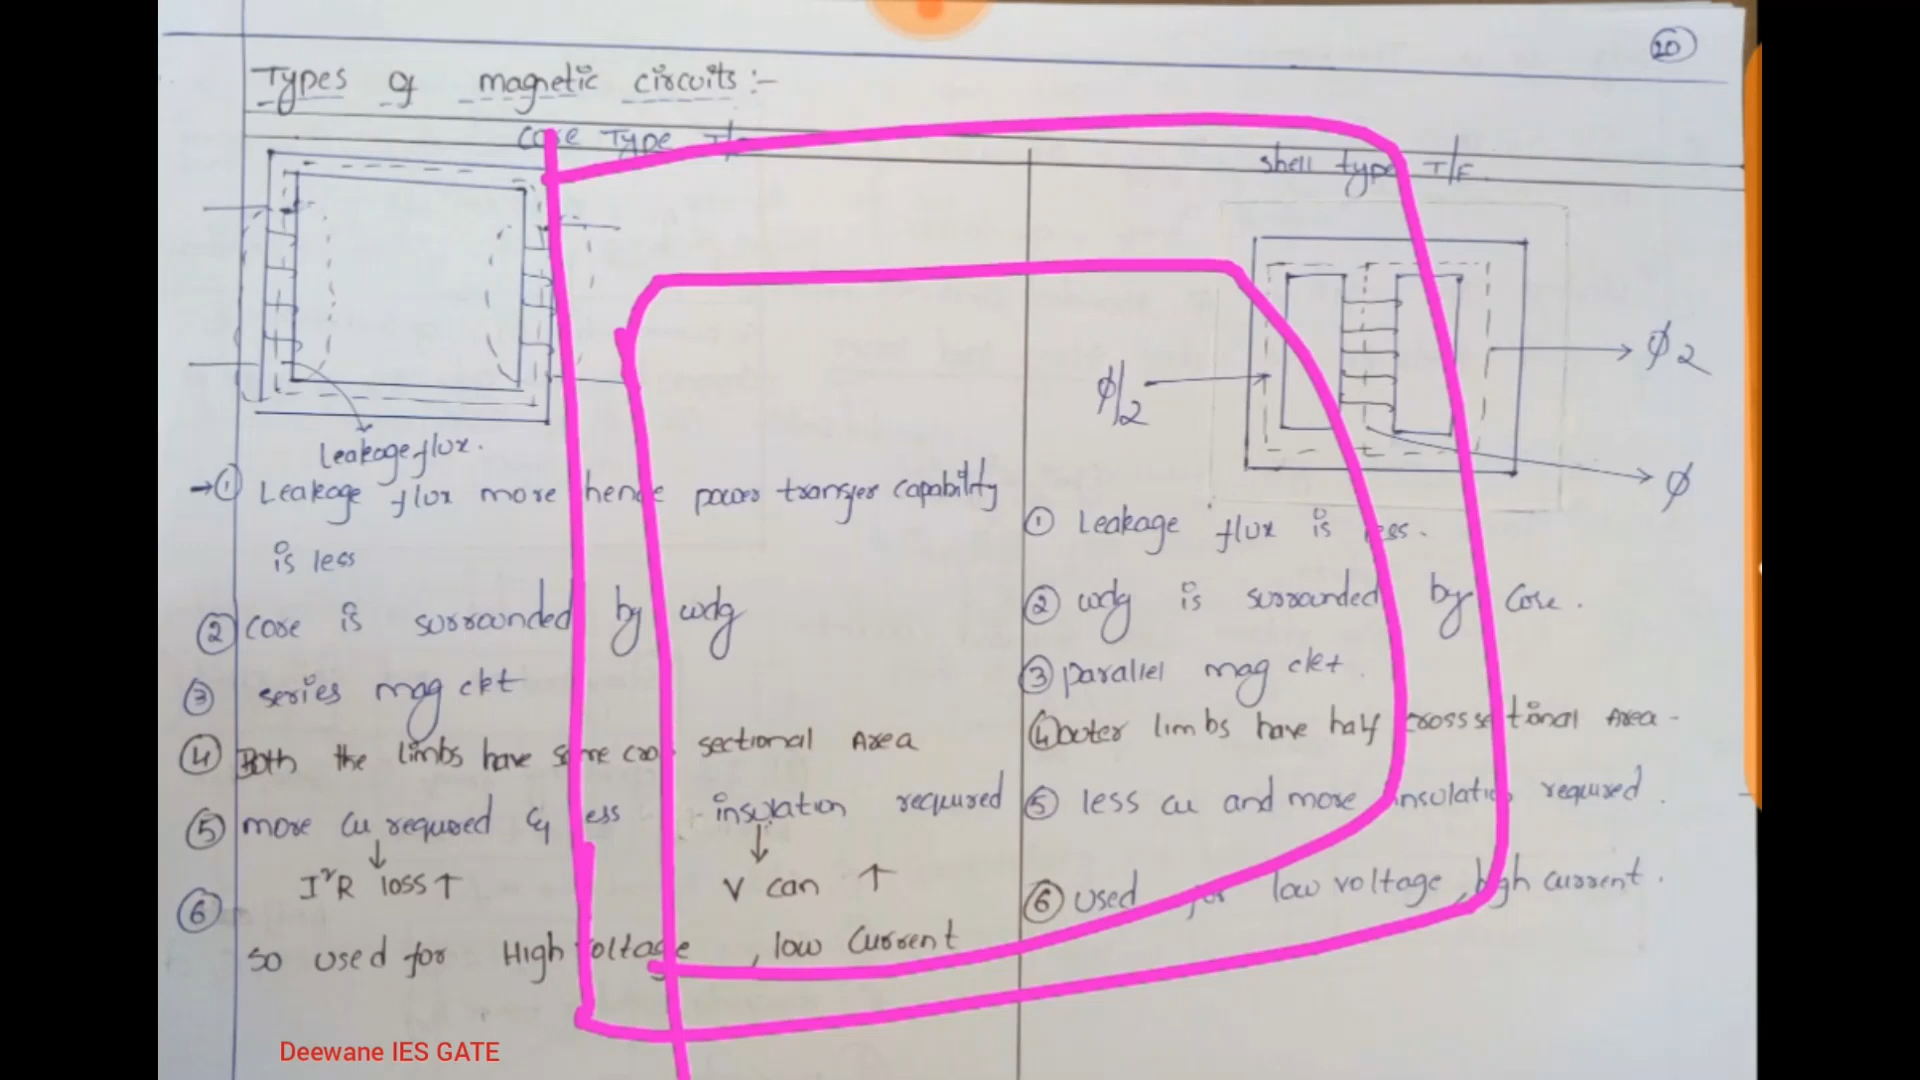 20
Types of magnetic circuits :-
Core Type T/F
Leakage flux.
→ ① Leakage flux more hence power transfer capability
is less
② core is surrounded by wdg
③ series mag ckt
④ Both the limbs have same cross sectional Area
⑤ more cu required & less insulation required
I²R loss ↑ V can ↑
⑥
so used for High voltage, low current
shell type T/F
ϕ/2
ϕ 2
ϕ
① Leakage flux is less.
② wdg is surrounded by core.
③ parallel mag ckt.
④ outer limbs have half crosssectional Area -
⑤ less cu and more insulation required.
⑥ used for low voltage, high current.
Deewane IES GATE